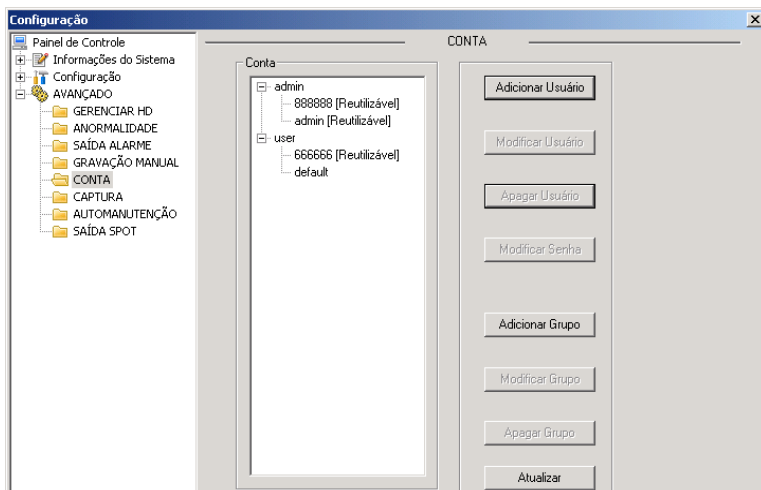 Configuração
Painel de Controle
Informações do Sistema
Configuração
AVANÇADO
GERENCIAR HD
ANORMALIDADE
SAÍDA ALARME
GRAVAÇÃO MANUAL
CONTA
CAPTURA
AUTOMANUTENÇÃO
SAÍDA SPOT
CONTA
Conta
admin
888888 [Reutilizável]
admin [Reutilizável]
user
666666 [Reutilizável]
default
Adicionar Usuário
Modificar Usuário
Apagar Usuário
Modificar Senha
Adicionar Grupo
Modificar Grupo
Apagar Grupo
Atualizar